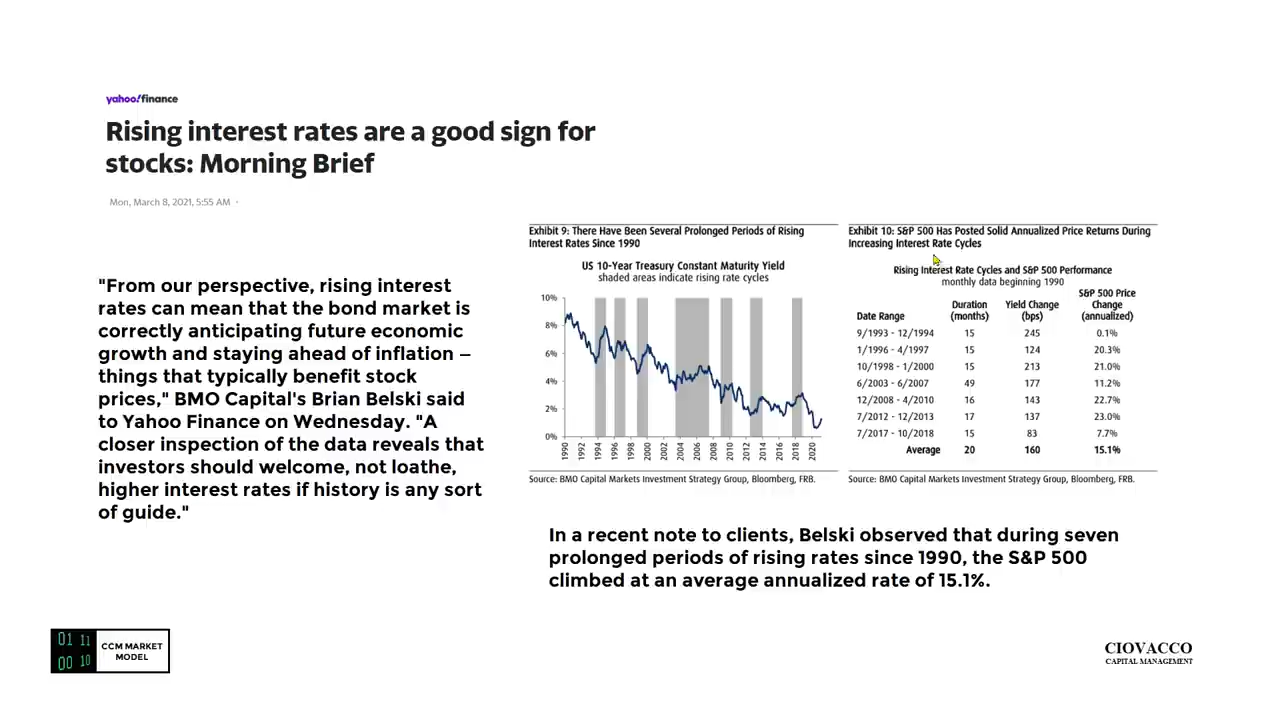 yahoo!finance
Rising interest rates are a good sign for
stocks: Morning Brief
Mon, March 8, 2021, 5:55 AM ·
"From our perspective, rising interest
rates can mean that the bond market is
correctly anticipating future economic
growth and staying ahead of inflation —
things that typically benefit stock
prices," BMO Capital's Brian Belski said
to Yahoo Finance on Wednesday. "A
closer inspection of the data reveals that
investors should welcome, not loathe,
higher interest rates if history is any sort
of guide."
Exhibit 9: There Have Been Several Prolonged Periods of Rising
Interest Rates Since 1990
US 10-Year Treasury Constant Maturity Yield
shaded areas indicate rising rate cycles
10%
8%
6%
4%
2%
0%
1990 1992 1994 1996 1998 2000 2002 2004 2006 2008 2010 2012 2014 2016 2018 2020
Source: BMO Capital Markets Investment Strategy Group, Bloomberg, FRB.
Exhibit 10: S&P 500 Has Posted Solid Annualized Price Returns During
Increasing Interest Rate Cycles
Rising Interest Rate Cycles and S&P 500 Performance
monthly data beginning 1990
Date Range Duration (months) Yield Change (bps) S&P 500 Price Change (annualized)
9/1993 - 12/1994 15 245 0.1%
1/1996 - 4/1997 15 124 20.3%
10/1998 - 1/2000 15 213 21.0%
6/2003 - 6/2007 49 177 11.2%
12/2008 - 4/2010 16 143 22.7%
7/2012 - 12/2013 17 137 23.0%
7/2017 - 10/2018 15 83 7.7%
Average 20 160 15.1%
Source: BMO Capital Markets Investment Strategy Group, Bloomberg, FRB.
In a recent note to clients, Belski observed that during seven
prolonged periods of rising rates since 1990, the S&P 500
climbed at an average annualized rate of 15.1%.
01 11
00 10
CCM MARKET
MODEL
CIOVACCO
CAPITAL MANAGEMENT